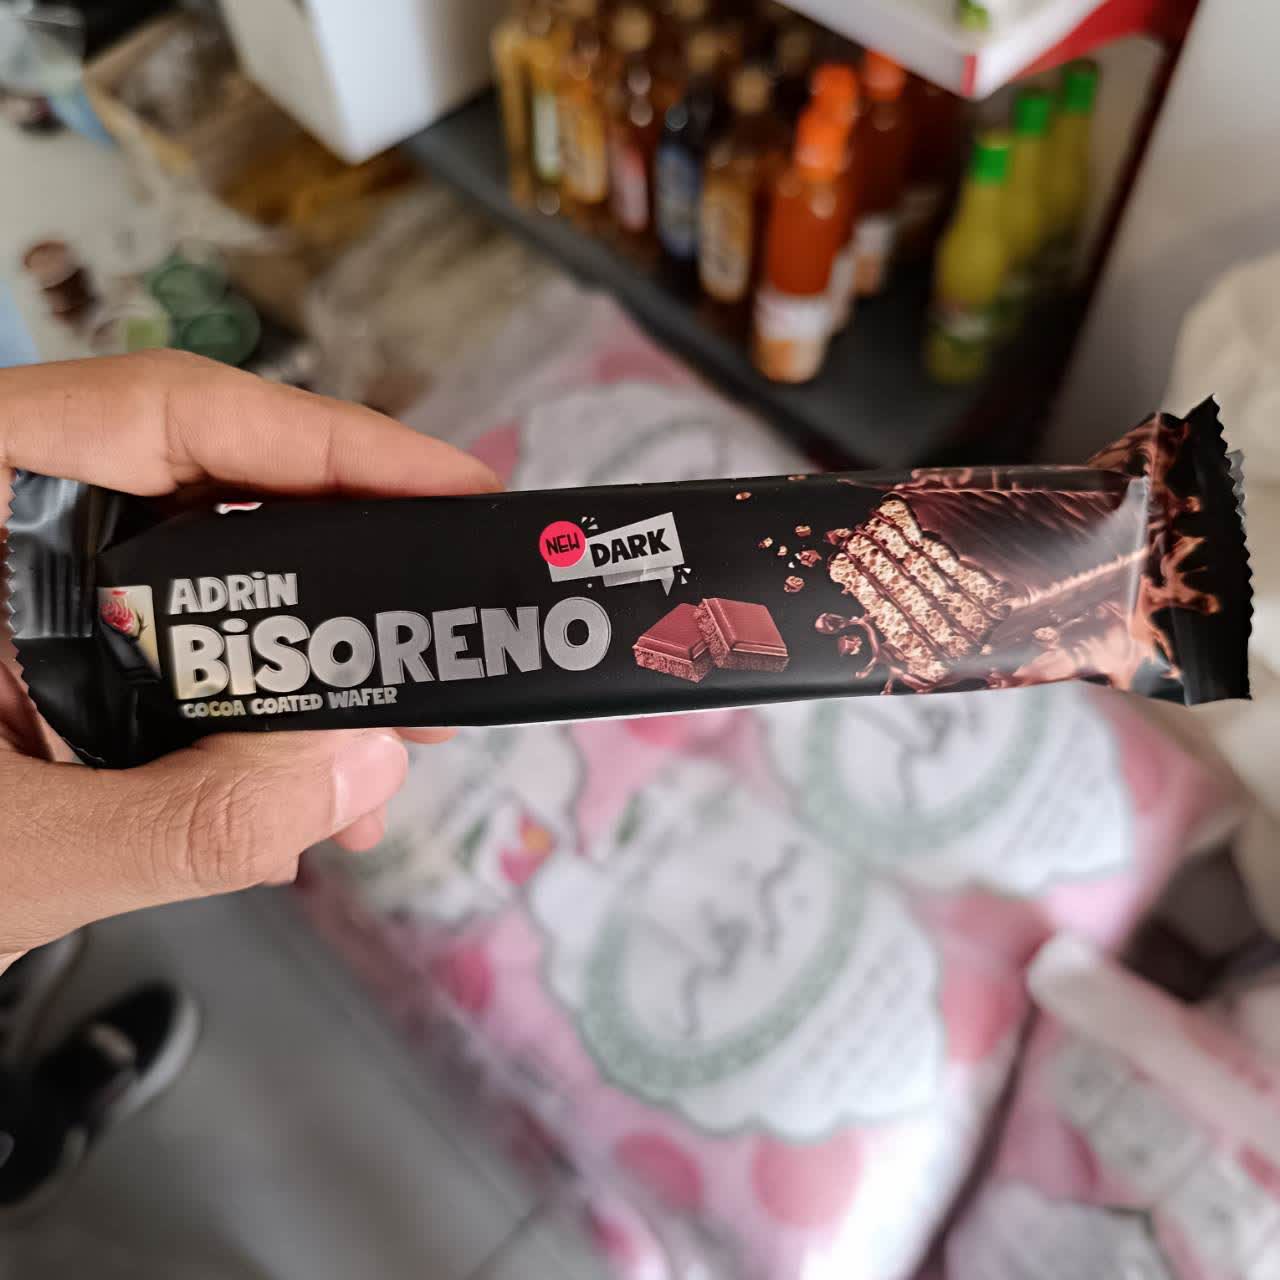 NEW
DARK
ADRiN
BiSORENO
COCOA COATED WAFER